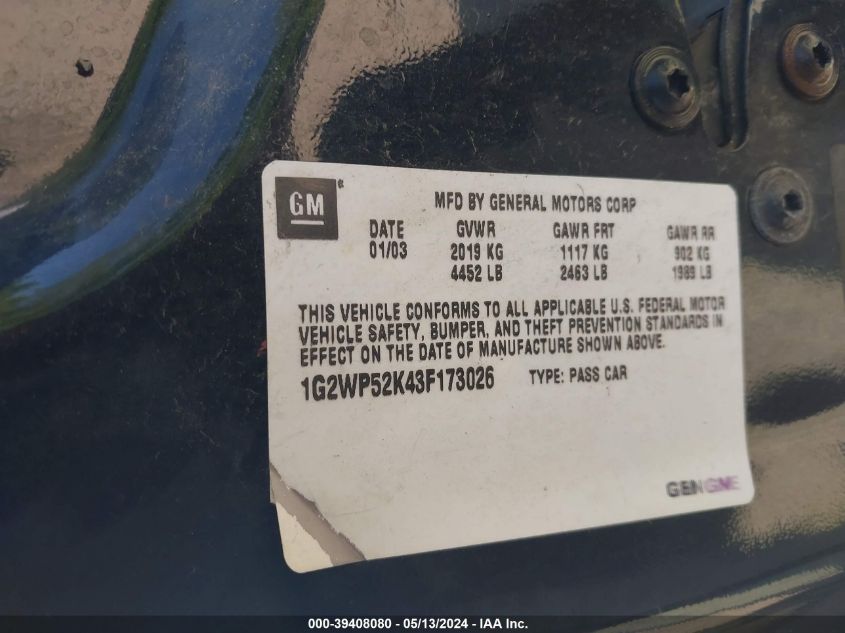 GM
MFD BY GENERAL MOTORS CORP
DATE GVWR GAWR FRT GAWR RR
01/03 2019 KG 1117 KG 902 KG
4452 LB 2463 LB 1989 LB
THIS VEHICLE CONFORMS TO ALL APPLICABLE U.S. FEDERAL MOTOR
VEHICLE SAFETY, BUMPER, AND THEFT PREVENTION STANDARDS IN
EFFECT ON THE DATE OF MANUFACTURE SHOWN ABOVE.
1G2WP52K43F173026 TYPE: PASS CAR
000-39408080 - 05/13/2024 - IAA Inc.